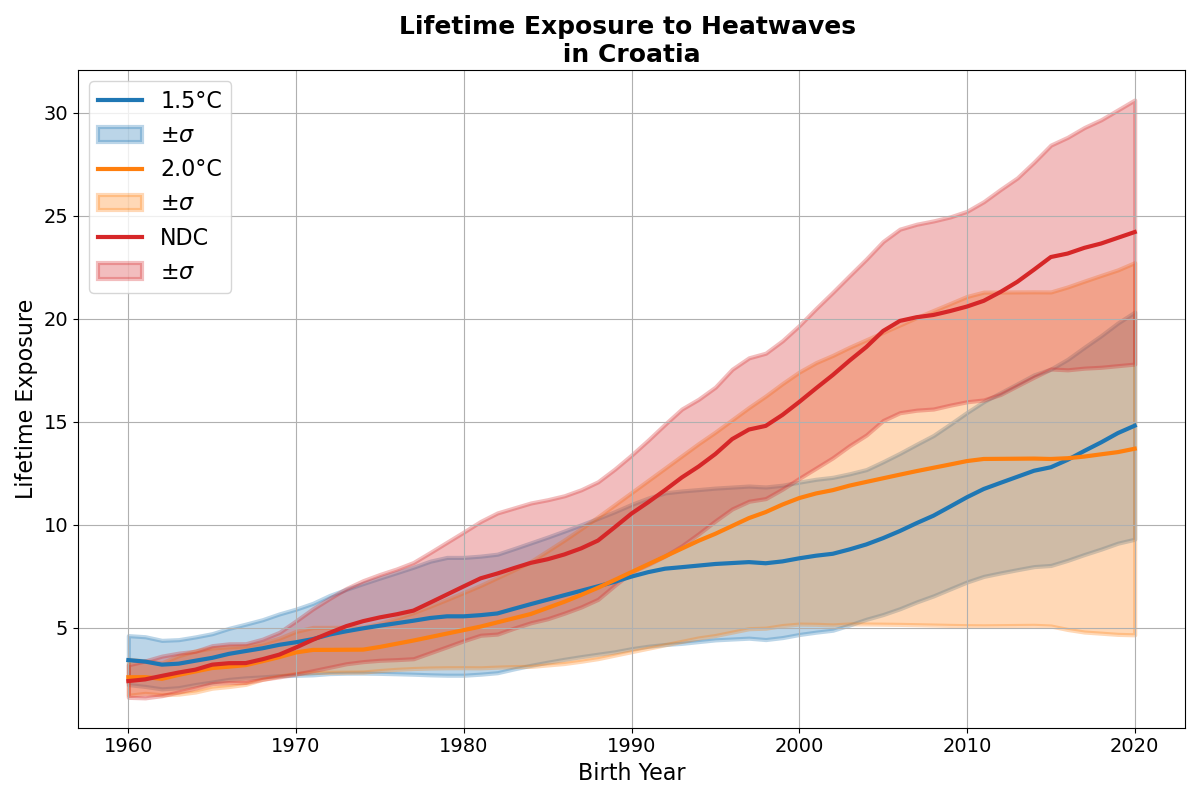 Lifetime Exposure to Heatwaves
in Croatia
1.5°C
±σ
2.0°C
±σ
NDC
±σ
Lifetime Exposure
30
25
20
15
10
5
1960 1970 1980 1990 2000 2010 2020
Birth Year